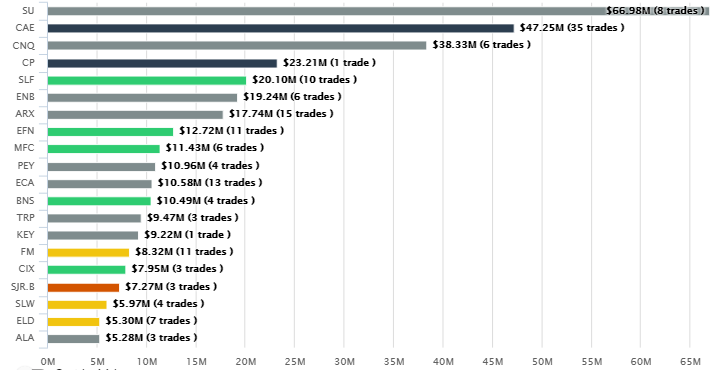 SU $66.98M (8 trades )
CAE $47.25M (35 trades )
CNQ $38.33M (6 trades )
CP $23.21M (1 trade )
SLF $20.10M (10 trades )
ENB $19.24M (6 trades )
ARX $17.74M (15 trades )
EFN $12.72M (11 trades )
MFC $11.43M (6 trades )
PEY $10.96M (4 trades )
ECA $10.58M (13 trades )
BNS $10.49M (4 trades )
TRP $9.47M (3 trades )
KEY $9.22M (1 trade )
FM $8.32M (11 trades )
CIX $7.95M (3 trades )
SJR.B $7.27M (3 trades )
SLW $5.97M (4 trades )
ELD $5.30M (7 trades )
ALA $5.28M (3 trades )
0M 5M 10M 15M 20M 25M 30M 35M 40M 45M 50M 55M 60M 65M